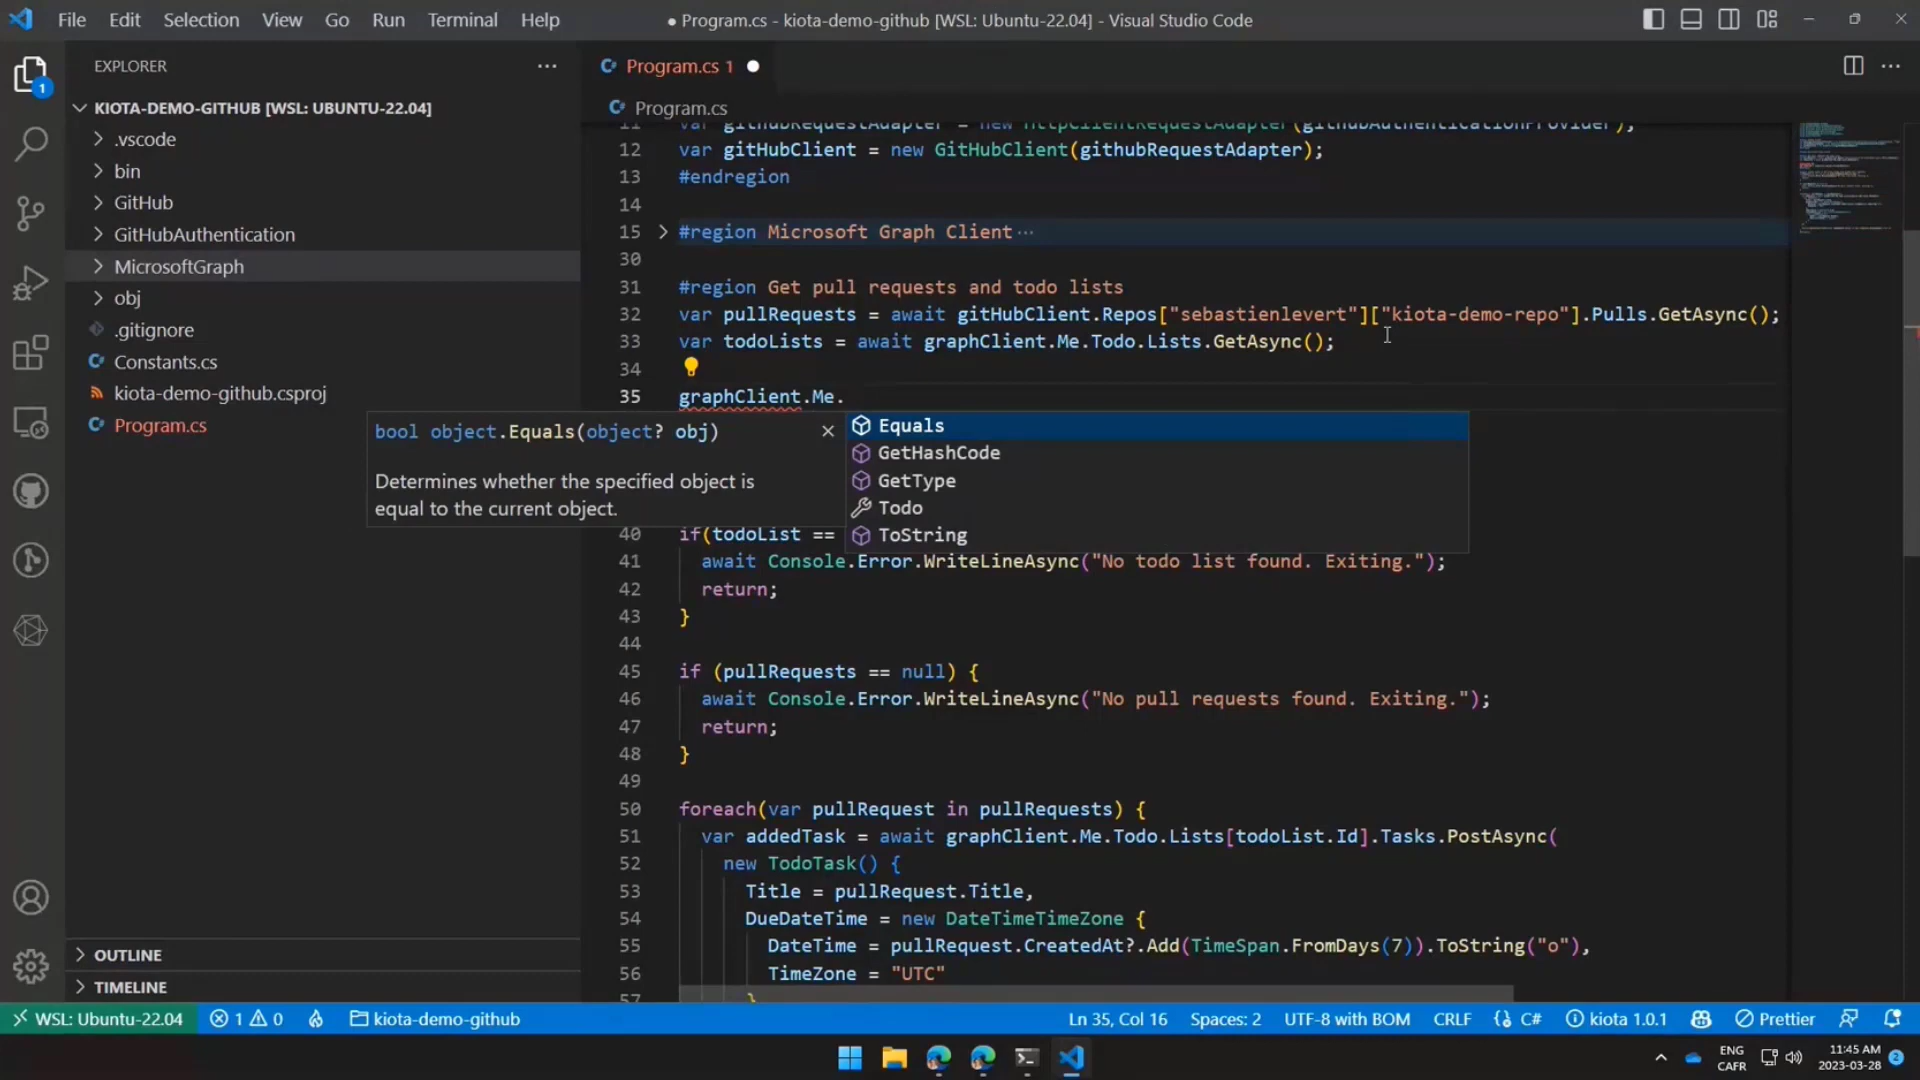 File Edit Selection View Go Run Terminal Help
● Program.cs - kiota-demo-github [WSL: Ubuntu-22.04] - Visual Studio Code
EXPLORER
1
KIOTA-DEMO-GITHUB [WSL: UBUNTU-22.04]
.vscode
bin
GitHub
GitHubAuthentication
MicrosoftGraph
obj
.gitignore
Constants.cs
kiota-demo-github.csproj
Program.cs
OUTLINE
TIMELINE
Program.cs 1
Program.cs
11 var githubRequestAdapter = new HttpClientRequestAdapter(githubAuthenticationProvider);
12 var gitHubClient = new GitHubClient(githubRequestAdapter);
13 #endregion
14
15 #region Microsoft Graph Client ...
30
31 #region Get pull requests and todo lists
32 var pullRequests = await gitHubClient.Repos["sebastienlevert"]["kiota-demo-repo"].Pulls.GetAsync();
33 var todoLists = await graphClient.Me.Todo.Lists.GetAsync();
34
35 graphClient.Me.
bool object.Equals(object? obj)
Determines whether the specified object is
equal to the current object.
Equals
GetHashCode
GetType
Todo
ToString
40 if(todoList ==
41 await Console.Error.WriteLineAsync("No todo list found. Exiting.");
42 return;
43 }
44
45 if (pullRequests == null) {
46 await Console.Error.WriteLineAsync("No pull requests found. Exiting.");
47 return;
48 }
49
50 foreach(var pullRequest in pullRequests) {
51 var addedTask = await graphClient.Me.Todo.Lists[todoList.Id].Tasks.PostAsync(
52 new TodoTask() {
53 Title = pullRequest.Title,
54 DueDateTime = new DateTimeTimeZone {
55 DateTime = pullRequest.CreatedAt?.Add(TimeSpan.FromDays(7)).ToString("o"),
56 TimeZone = "UTC"
57 }
WSL: Ubuntu-22.04 1 0 kiota-demo-github Ln 35, Col 16 Spaces: 2 UTF-8 with BOM CRLF C# kiota 1.0.1 Prettier
ENG
CAFR
11:45 AM
2023-03-28
2